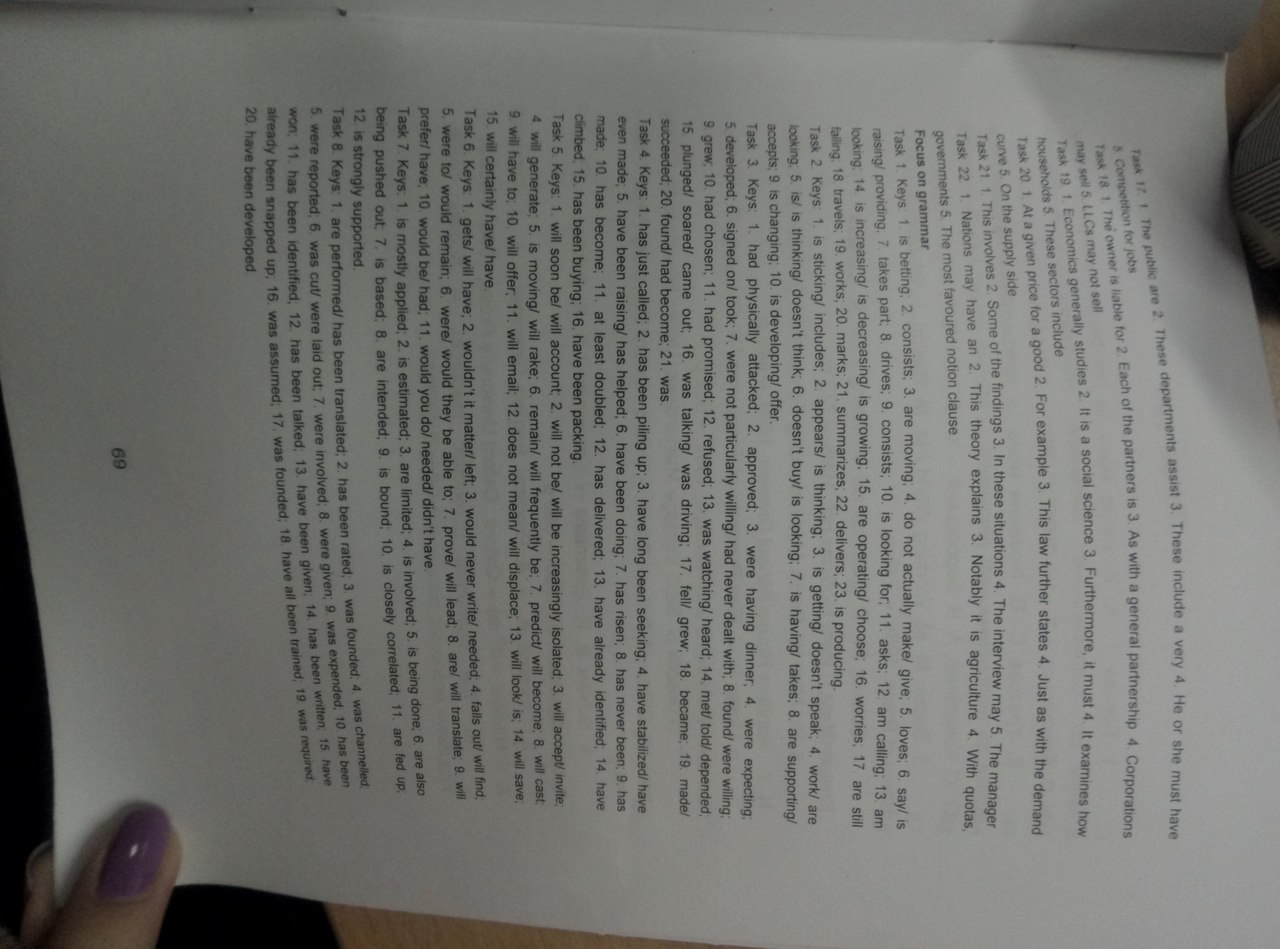 Task 17. 1. The public are 2. These departments assist 3. These include a very 4. He or she must have
5. Competition for jobs
Task 18. 1. The owner is liable for 2. Each of the partners is 3. As with a general partnership 4. Corporations
may sell 5. LLCs may not sell
Task 19. 1. Economics generally studies 2. It is a social science 3. Furthermore, it must 4. It examines how
households 5. These sectors include
Task 20. 1. At a given price for a good 2. For example 3. This law further states 4. Just as with the demand
curve 5. On the supply side
Task 21. 1. This involves 2. Some of the findings 3. In these situations 4. The interview may 5. The manager
Task 22. 1. Nations may have an 2. This theory explains 3. Notably it is agriculture 4. With quotas,
governments 5. The most favoured notion clause
Focus on grammar
Task 1. Keys: 1. is betting; 2. consists; 3. are moving; 4. do not actually make/ give; 5. loves; 6. say/ is
raising/ providing; 7. takes part; 8. drives; 9. consists; 10. is looking for; 11. asks; 12. am calling; 13. am
looking; 14. is increasing/ is decreasing/ is growing; 15. are operating/ choose; 16. worries; 17. are still
falling; 18. travels; 19. works; 20. marks; 21. summarizes; 22. delivers; 23. is producing.
Task 2. Keys: 1. is sticking/ includes; 2. appears/ is thinking; 3. is getting/ doesn't speak; 4. work/ are
looking; 5. is/ is thinking/ doesn't think; 6. doesn't buy/ is looking; 7. is having/ takes; 8. are supporting/
accepts; 9. is changing; 10. is developing/ offer.
Task 3. Keys: 1. had physically attacked; 2. approved; 3. were having dinner; 4. were expecting;
5. developed; 6. signed on/ took; 7. were not particularly willing/ had never dealt with; 8. found/ were willing;
9. grew; 10. had chosen; 11. had promised; 12. refused; 13. was watching/ heard; 14. met/ told/ depended;
15. plunged/ soared/ came out; 16. was talking/ was driving; 17. fell/ grew; 18. became; 19. made/
succeeded; 20. found/ had become; 21. was.
Task 4. Keys: 1. has just called; 2. has been piling up; 3. have long been seeking; 4. have stabilized/ have
even made; 5. have been raising/ has helped; 6. have been doing; 7. has risen; 8. has never been; 9. has
made; 10. has become; 11. at least doubled; 12. has delivered; 13. have already identified; 14. have
climbed; 15. has been buying; 16. have been packing.
Task 5. Keys: 1. will soon be/ will account; 2. will not be/ will be increasingly isolated; 3. will accept/ invite;
4. will generate; 5. is moving/ will rake; 6. remain/ will frequently be; 7. predict/ will become; 8. will cast;
9. will have to; 10. will offer; 11. will email; 12. does not mean/ will displace; 13. will look/ is; 14. will save;
15. will certainly have/ have.
Task 6. Keys: 1. gets/ will have; 2. wouldn't it matter/ left; 3. would never write/ needed; 4. falls out/ will find;
5. were to/ would remain; 6. were/ would they be able to; 7. prove/ will lead; 8. are/ will translate; 9. will
prefer/ have; 10. would be/ had; 11. would you do/ needed/ didn't have.
Task 7. Keys: 1. is mostly applied; 2. is estimated; 3. are limited; 4. is involved; 5. is being done; 6. are also
being pushed out; 7. is based; 8. are intended; 9. is bound; 10. is closely correlated; 11. are fed up;
12. is strongly supported.
Task 8. Keys: 1. are performed/ has been translated; 2. has been rated; 3. was founded; 4. was channelled;
5. were reported; 6. was cut/ were laid out; 7. were involved; 8. were given; 9. was expended; 10. has been
won; 11. has been identified; 12. has been talked; 13. have been given; 14. has been written; 15. have
already been snapped up; 16. was assumed; 17. was founded; 18. have all been trained; 19. was required;
20. have been developed.
69